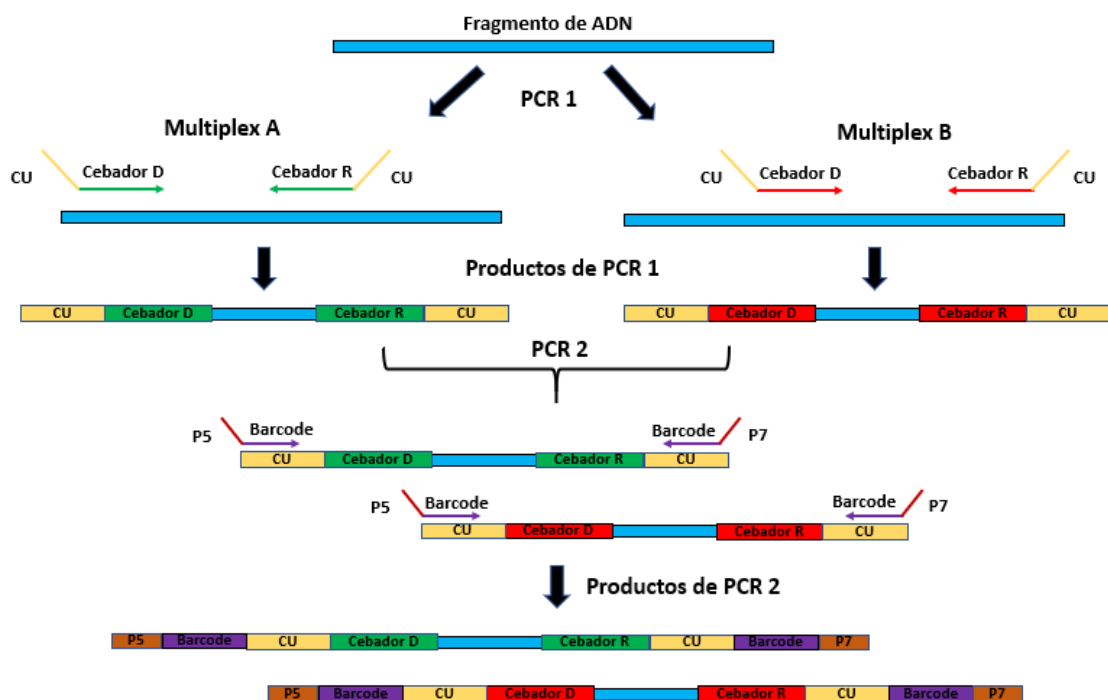 Fragmento de ADN
PCR 1
Multiplex A
Multiplex B
CU Cebador D Cebador R CU
CU Cebador D Cebador R CU
Productos de PCR 1
CU Cebador D Cebador R CU
CU Cebador D Cebador R CU
PCR 2
P5 Barcode Barcode P7
CU Cebador D Cebador R CU
P5 Barcode Barcode P7
CU Cebador D Cebador R CU
Productos de PCR 2
P5 Barcode CU Cebador D Cebador R CU Barcode P7
P5 Barcode CU Cebador D Cebador R CU Barcode P7